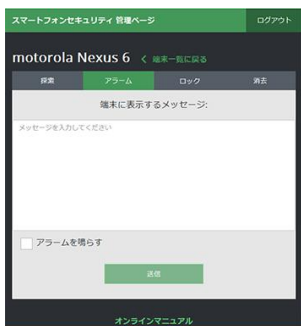 スマートフォンセキュリティ 管理ページ ログアウト
motorola Nexus 6 く 端末一覧に戻る
探索 アラーム ロック 消去
端末に表示するメッセージ:
メッセージを入力してください
アラームを鳴らす
送信
オンラインマニュアル